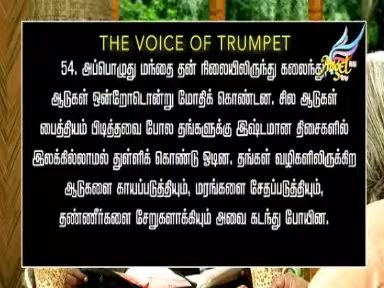 THE VOICE OF TRUMPET
54. அப்பொழுது மந்தை தன் நிலையிலிருந்து கலைந்து
ஆடுகள் ஒன்றோடொன்று மோதிக் கொண்டன. சில ஆடுகள்
பைத்தியம் பிடித்தவை போல தங்களுக்கு இஷ்டமான திசைகளில்
இலக்கில்லாமல் துள்ளிக் கொண்டு ஓடின. தங்கள் வழிகளிலிருக்கிற
ஆடுகளை காயப்படுத்தியும், மரங்களை சேதப்படுத்தியும்,
தண்ணீர்களை சேறுகளாக்கியும் அவை கடந்து போயின.
Angel